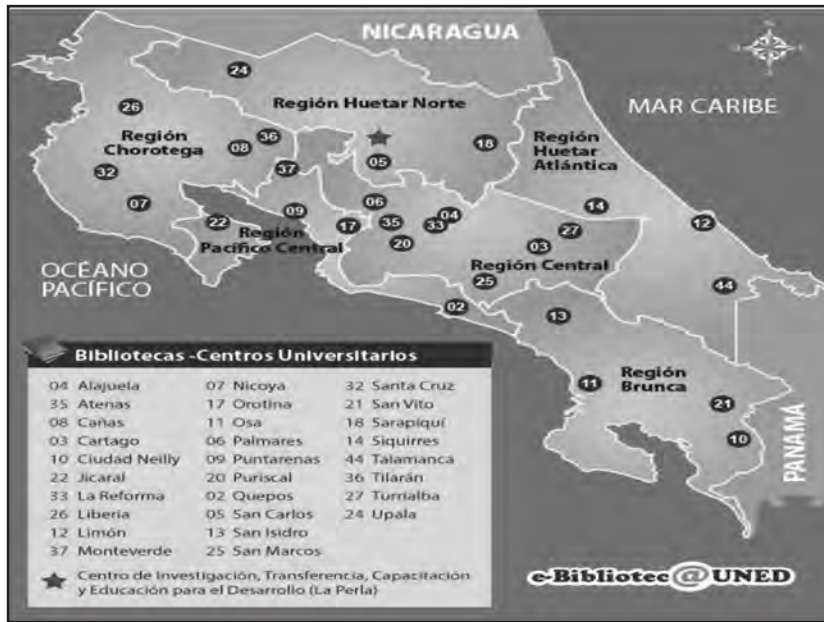 NICARAGUA
N
24
Región Huetar Norte
MAR CARIBE
26
Región
Chorotega
36
08
18
Región
Huetar
Atlántica
05
37
32
07
06
14
22
09
04
35
33
17
27
12
Región
Pacífico Central
20
03
Región Central
OCÉANO
PACÍFICO
25
44
02
13
Región
Brunca
11
21
10
PANAMÁ
Bibliotecas -Centros Universitarios
04 Alajuela
35 Atenas
08 Cañas
03 Cartago
10 Ciudad Neilly
22 Jicaral
33 La Reforma
26 Liberia
12 Limón
37 Monteverde
07 Nicoya
17 Orotina
11 Osa
06 Palmares
09 Puntarenas
20 Puriscal
02 Quepos
05 San Carlos
13 San Isidro
25 San Marcos
32 Santa Cruz
21 San Vito
18 Sarapiquí
14 Siquirres
44 Talamanca
36 Tilarán
27 Turrialba
24 Upala
Centro de Investigación, Transferencia, Capacitación
y Educación para el Desarrollo (La Perla)
e-Bibliotec@UNED